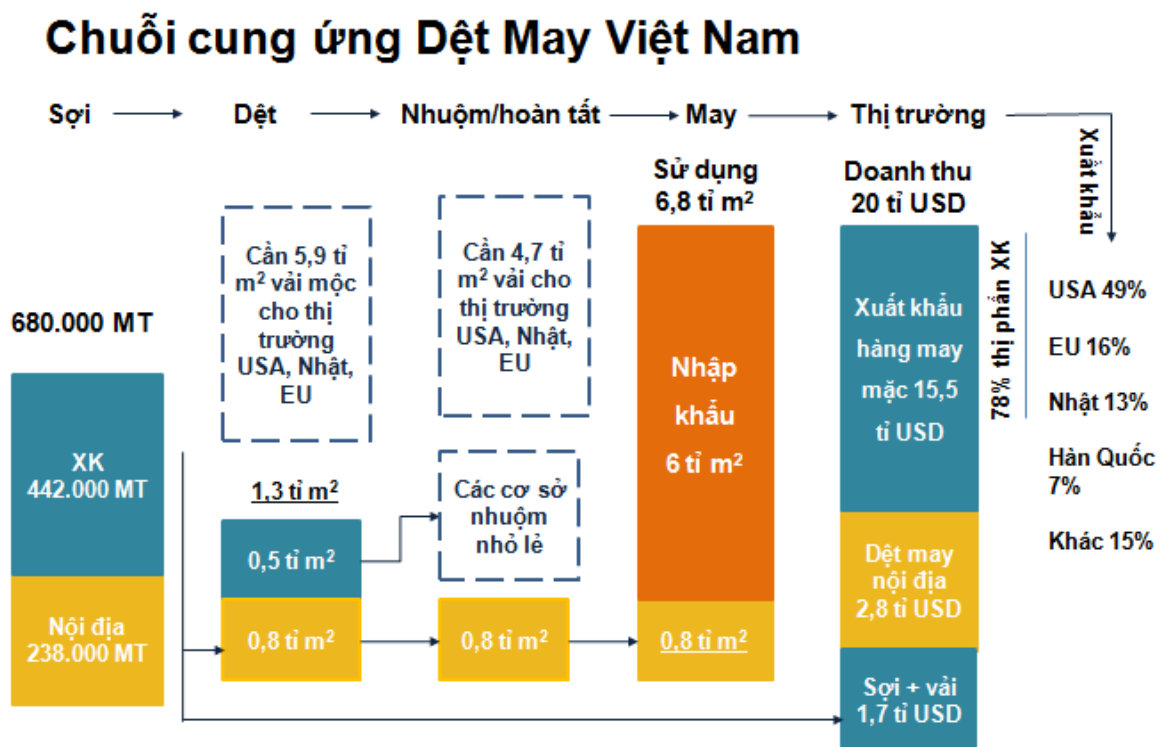 Chuỗi cung ứng Dệt May Việt Nam
Sợi
Dệt
Nhuộm/hoàn tất
May
Thị trường
Xuất khẩu
680.000 MT
XK
442.000 MT
Nội địa
238.000 MT
Cần 5,9 tỉ
m² vải mộc
cho thị
trường
USA, Nhật,
EU
1,3 tỉ m²
0,5 tỉ m²
0,8 tỉ m²
Cần 4,7 tỉ
m² vải cho
thị trường
USA, Nhật,
EU
Các cơ sở
nhuộm
nhỏ lẻ
0,8 tỉ m²
Sử dụng
6,8 tỉ m²
Nhập
khẩu
6 tỉ m²
0,8 tỉ m²
Doanh thu
20 tỉ USD
Xuất khẩu
hàng may
mặc 15,5
tỉ USD
Dệt may
nội địa
2,8 tỉ USD
Sợi + vải
1,7 tỉ USD
78% thị phần XK
USA 49%
EU 16%
Nhật 13%
Hàn Quốc
7%
Khác 15%